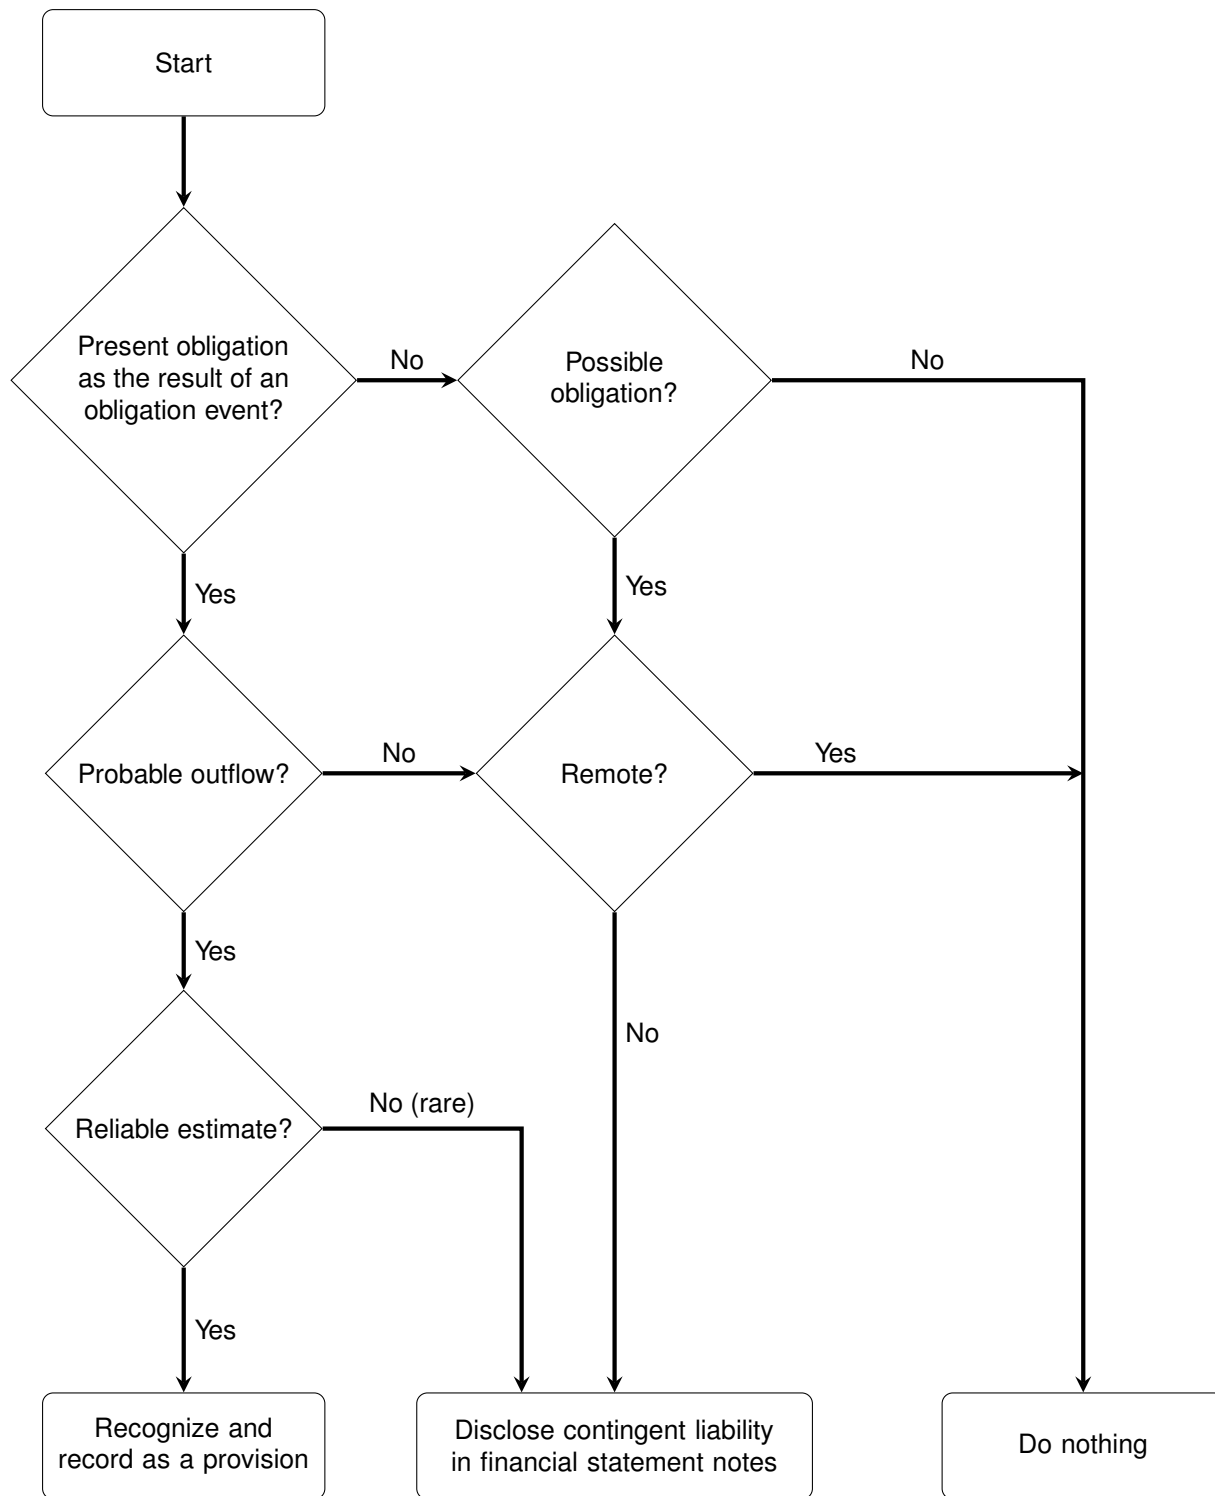 Start
Present obligation
as the result of an
obligation event?
No
Possible
obligation?
No
Yes
Yes
Probable outflow?
No
Remote?
Yes
Yes
No
Reliable estimate?
No (rare)
Yes
Recognize and
record as a provision
Disclose contingent liability
in financial statement notes
Do nothing